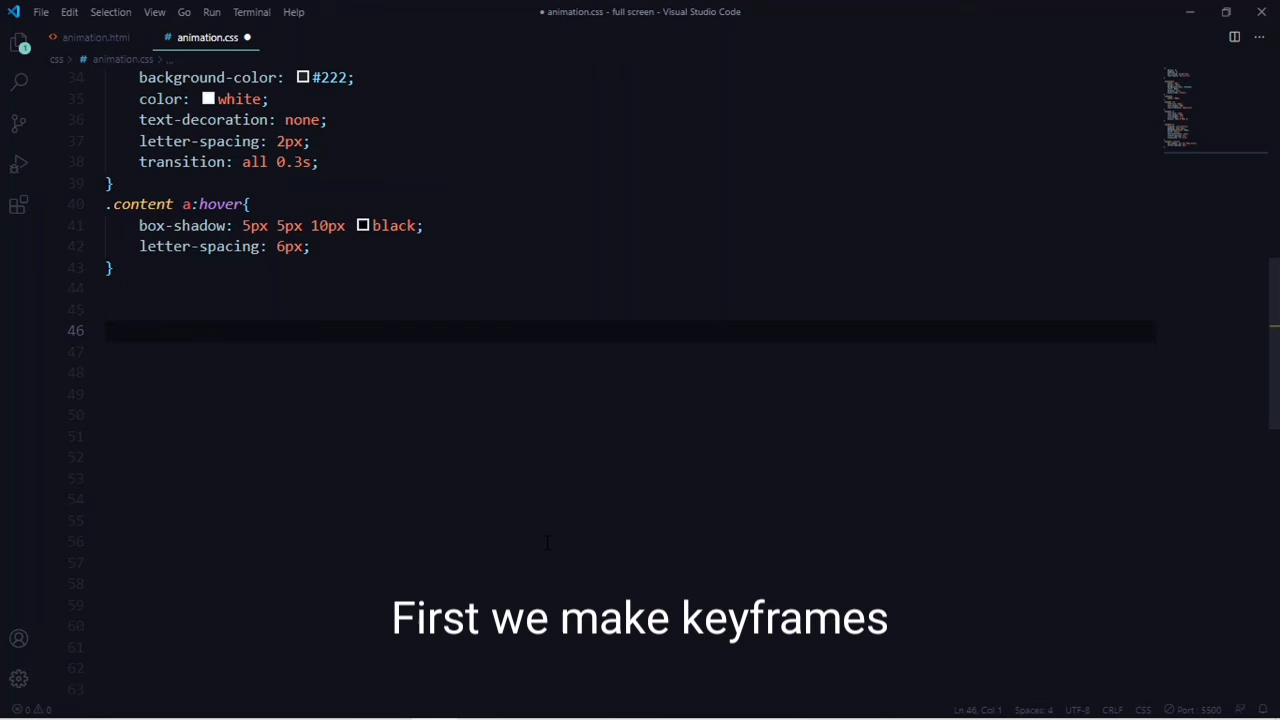 File Edit Selection View Go Run Terminal Help
● animation.css - full screen - Visual Studio Code
<> animation.html # animation.css ●
css > # animation.css > ...
1
34 background-color: #222;
35 color: white;
36 text-decoration: none;
37 letter-spacing: 2px;
38 transition: all 0.3s;
39 }
40 .content a:hover{
41 box-shadow: 5px 5px 10px black;
42 letter-spacing: 6px;
43 }
44
45
46
47
48
49
50
51
52
53
54
55
56
57
58
59
60
61
62
63
First we make keyframes
0 0 Ln 46, Col 1 Spaces: 4 UTF-8 CRLF CSS Port : 5500